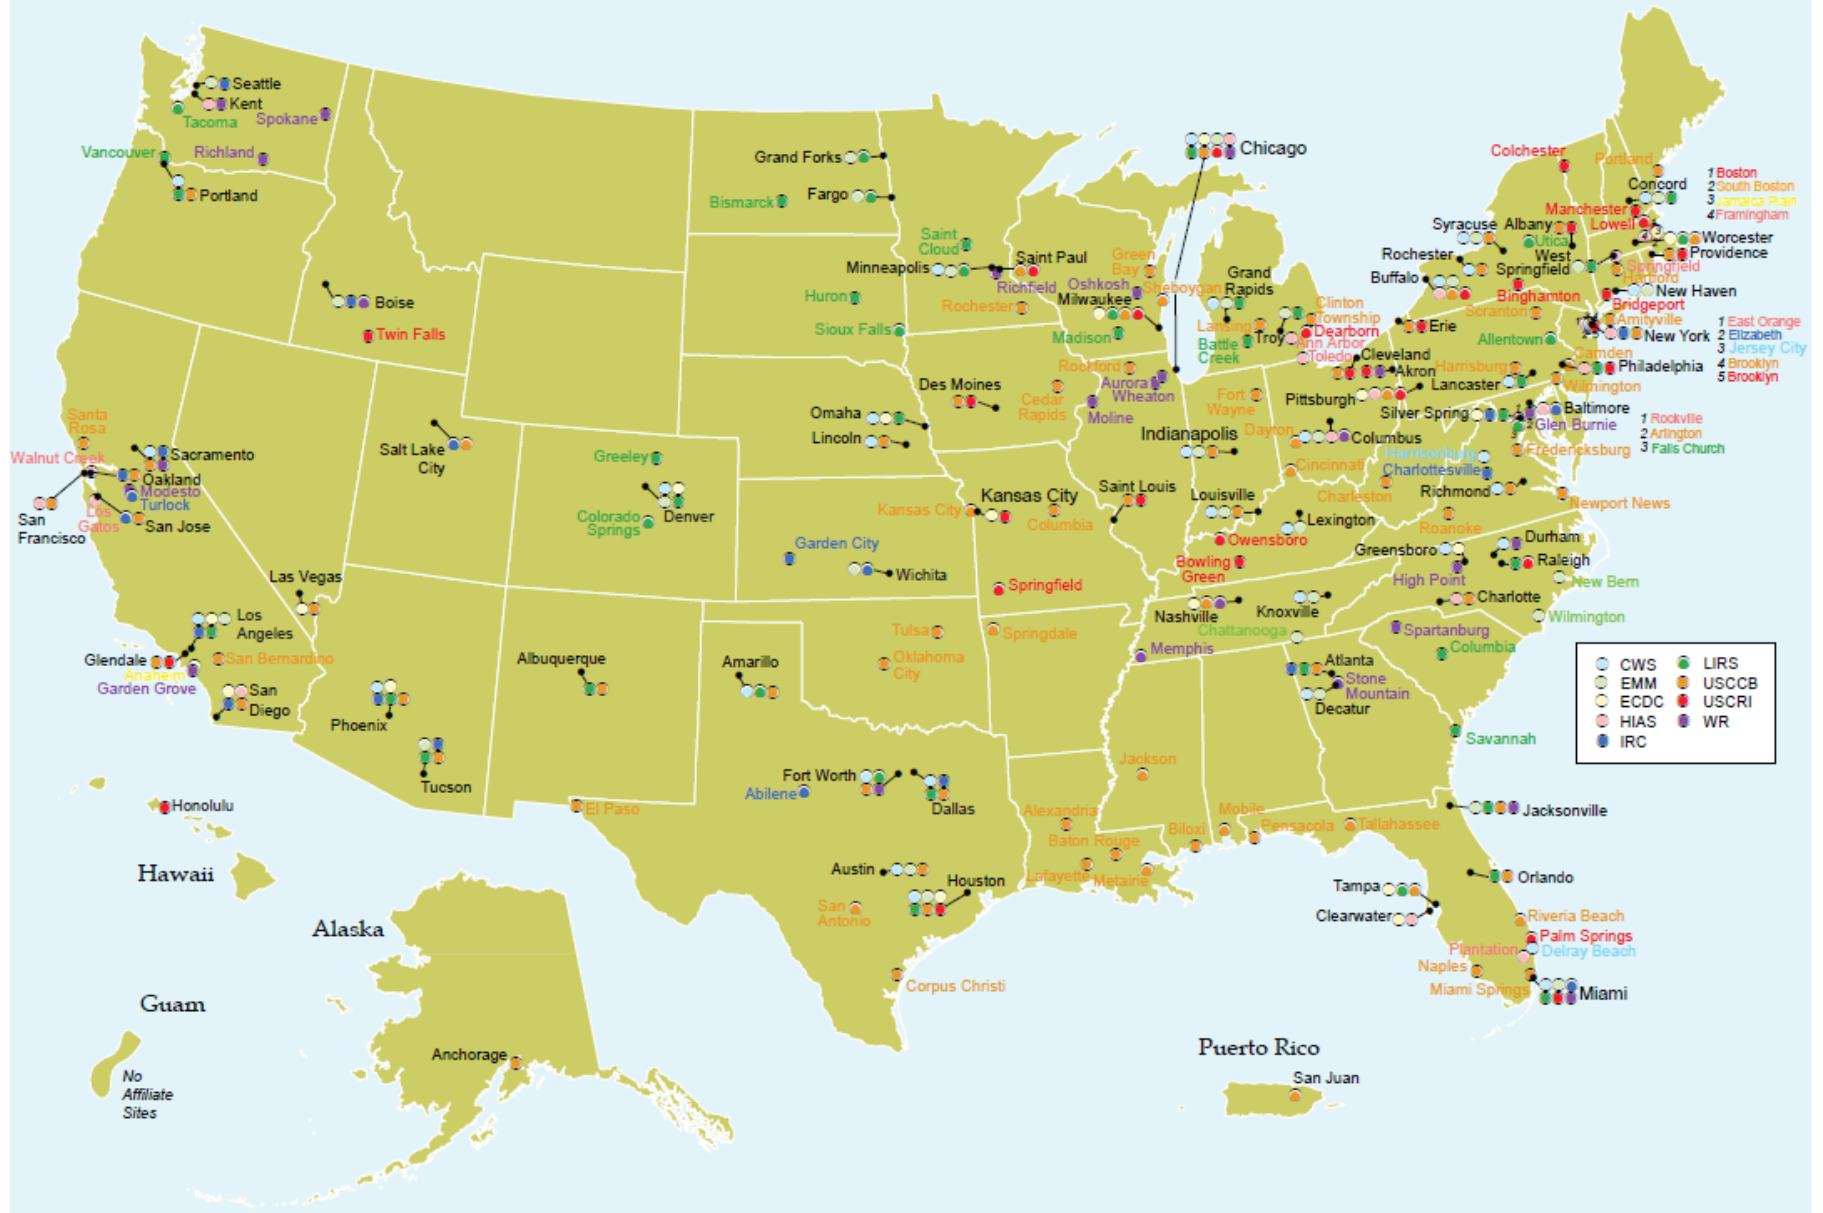 Seattle
Kent
Tacoma
Spokane
Vancouver
Richland
Portland
Boise
Twin Falls
Grand Forks
Bismarck
Fargo
Saint
Cloud
Minneapolis
Saint Paul
Richfield
Huron
Rochester
Sioux Falls
Chicago
Green
Bay
Oshkosh
Sheboygan
Milwaukee
Madison
Grand
Rapids
Lansing
Battle
Creek
Troy
Clinton
Township
Dearborn
Ann Arbor
Toledo
Colchester
Portland
Concord
Manchester
Lowell
1 Boston
2 South Boston
3 Jamaica Plain
4 Framingham
4
3
2
Syracuse
Albany
Utica
Worcester
Rochester
West
Springfield
Providence
Springfield
Hartford
Buffalo
Binghamton
New Haven
Bridgeport
Scranton
Amityville
Erie
New York
1 East Orange
2 Elizabeth
3 Jersey City
4 Brooklyn
5 Brooklyn
Allentown
Cleveland
Akron
Harrisburg
Camden
Philadelphia
Lancaster
Wilmington
Pittsburgh
Silver Spring
Baltimore
Glen Burnie
1 Rockville
2 Arlington
3 Falls Church
Fredericksburg
Rockford
Aurora
Wheaton
Moline
Des Moines
Cedar
Rapids
Omaha
Lincoln
Fort
Wayne
Indianapolis
Dayton
Columbus
Cincinnati
Harrisonburg
Charlottesville
Charleston
Richmond
Newport News
Roanoke
Santa
Rosa
Walnut Creek
Sacramento
Oakland
Modesto
Turlock
San
Francisco
Los
Gatos
San Jose
Salt Lake
City
Greeley
Denver
Colorado
Springs
Garden City
Wichita
Kansas City
Kansas City
Columbia
Saint Louis
Springfield
Louisville
Lexington
Owensboro
Bowling
Green
Greensboro
Durham
Raleigh
High Point
New Bern
Charlotte
Wilmington
Nashville
Knoxville
Chattanooga
Memphis
Spartanburg
Columbia
Las Vegas
Los
Angeles
Glendale
San Bernardino
Anaheim
Garden Grove
San
Diego
Phoenix
Tucson
Albuquerque
Amarillo
Tulsa
Oklahoma
City
Springdale
Atlanta
Stone
Mountain
Decatur
Savannah
CWS
EMM
ECDC
HIAS
IRC
LIRS
USCCB
USCRI
WR
El Paso
Fort Worth
Abilene
Dallas
Jackson
Alexandria
Baton Rouge
Lafayette
Metairie
Biloxi
Mobile
Pensacola
Tallahassee
Jacksonville
Austin
Houston
San
Antonio
Corpus Christi
Orlando
Tampa
Clearwater
Riveria Beach
Palm Springs
Plantation
Delray Beach
Naples
Miami Springs
Miami
Honolulu
Hawaii
Alaska
Guam
Anchorage
No
Affiliate
Sites
Puerto Rico
San Juan